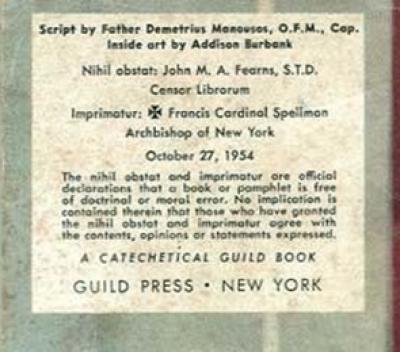 Script by Father Demetrius Manousos, O.F.M., Cap.
Inside art by Addison Burbank
Nihil obstat: John M. A. Fearns, S.T.D.
Censor Librorum
Imprimatur: ✠ Francis Cardinal Spellman
Archbishop of New York
October 27, 1954
The nihil obstat and imprimatur are official
declarations that a book or pamphlet is free
of doctrinal or moral error. No implication is
contained therein that those who have granted
the nihil obstat and imprimatur agree with
the contents, opinions or statements expressed.
A CATECHETICAL GUILD BOOK
GUILD PRESS • NEW YORK